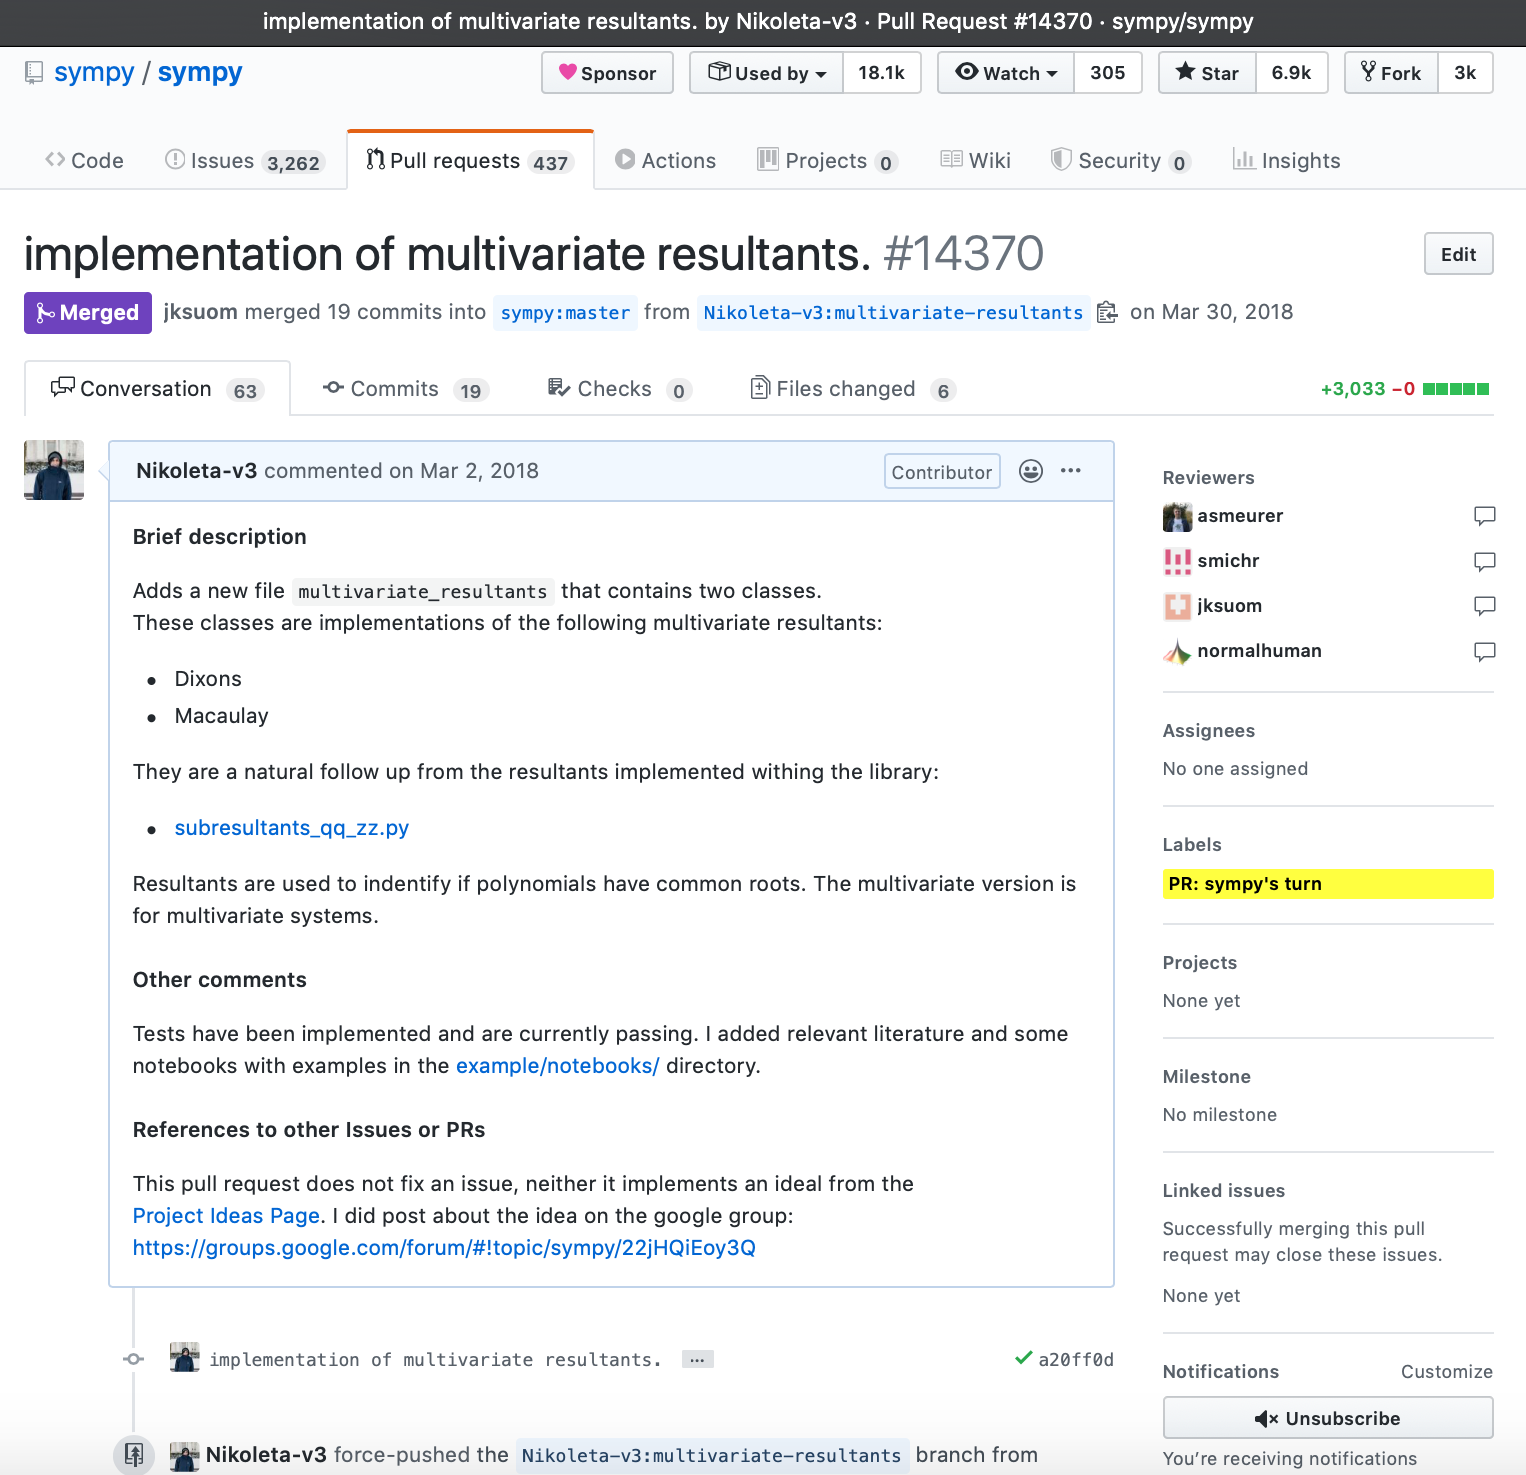 implementation of multivariate resultants. by Nikoleta-v3 · Pull Request #14370 · sympy/sympy
sympy / sympy
Sponsor
Used by 18.1k
Watch 305
Star 6.9k
Fork 3k
Code
Issues 3,262
Pull requests 437
Actions
Projects 0
Wiki
Security 0
Insights
implementation of multivariate resultants. #14370
Edit
Merged jksuom merged 19 commits into sympy:master from Nikoleta-v3:multivariate-resultants on Mar 30, 2018
Conversation 63
Commits 19
Checks 0
Files changed 6
+3,033 −0
Nikoleta-v3 commented on Mar 2, 2018
Contributor
Brief description
Adds a new file multivariate_resultants that contains two classes.
These classes are implementations of the following multivariate resultants:
• Dixons
• Macaulay
They are a natural follow up from the resultants implemented withing the library:
• subresultants_qq_zz.py
Resultants are used to indentify if polynomials have common roots. The multivariate version is
for multivariate systems.
Other comments
Tests have been implemented and are currently passing. I added relevant literature and some
notebooks with examples in the example/notebooks/ directory.
References to other Issues or PRs
This pull request does not fix an issue, neither it implements an ideal from the
Project Ideas Page. I did post about the idea on the google group:
https://groups.google.com/forum/#!topic/sympy/22jHQiEoy3Q
implementation of multivariate resultants. ...
a20ff0d
Nikoleta-v3 force-pushed the Nikoleta-v3:multivariate-resultants branch from
Reviewers
asmeurer
smichr
jksuom
normalhuman
Assignees
No one assigned
Labels
PR: sympy's turn
Projects
None yet
Milestone
No milestone
Linked issues
Successfully merging this pull
request may close these issues.
None yet
Notifications
Customize
Unsubscribe
You’re receiving notifications